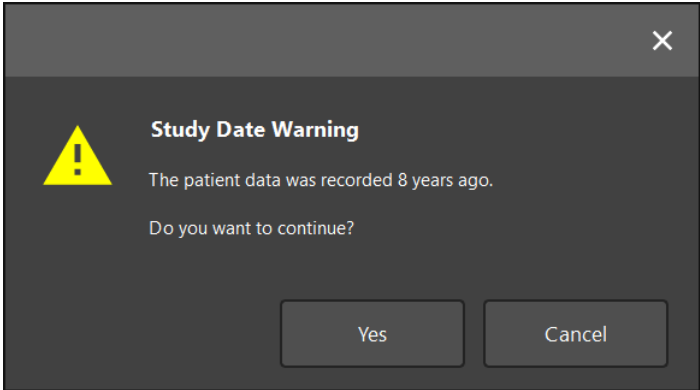 Study Date Warning
The patient data was recorded 8 years ago.
Do you want to continue?
Yes
Cancel